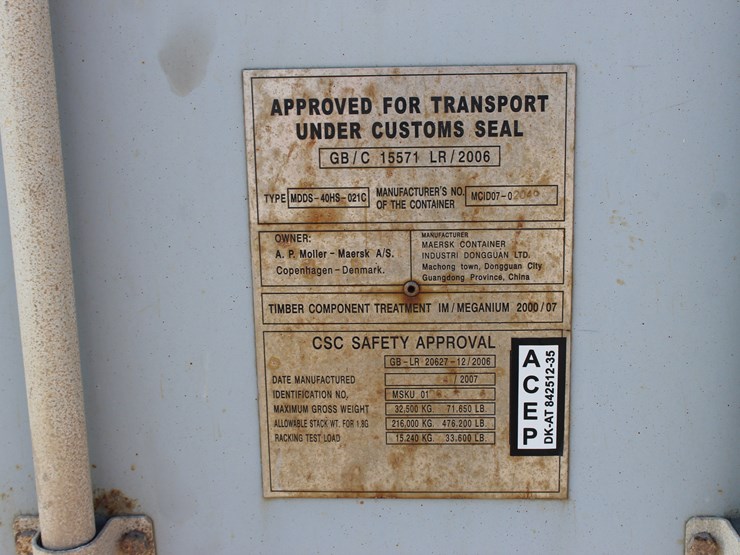 APPROVED FOR TRANSPORT
UNDER CUSTOMS SEAL
GB/C 15571 LR/2006
TYPE MDDS-40HS-021C
MANUFACTURER'S NO.
OF THE CONTAINER
MCID07-02040
OWNER:
A. P. Moller - Maersk A/S.
Copenhagen - Denmark.
MANUFACTURER
MAERSK CONTAINER
INDUSTRI DONGGUAN LTD.
Machong town, Dongguan City
Guangdong Province, China
TIMBER COMPONENT TREATMENT IM/MEGANIUM 2000/07
CSC SAFETY APPROVAL
GB-LR 20627-12/2006
DATE MANUFACTURED /2007
IDENTIFICATION NO. MSKU 01
MAXIMUM GROSS WEIGHT 32,500 KG 71,650 LB.
ALLOWABLE STACK WT. FOR 1.8G 216,000 KG 476,200 LB.
RACKING TEST LOAD 15,240 KG 33,600 LB.
ACEP
DK-AT 842512-35